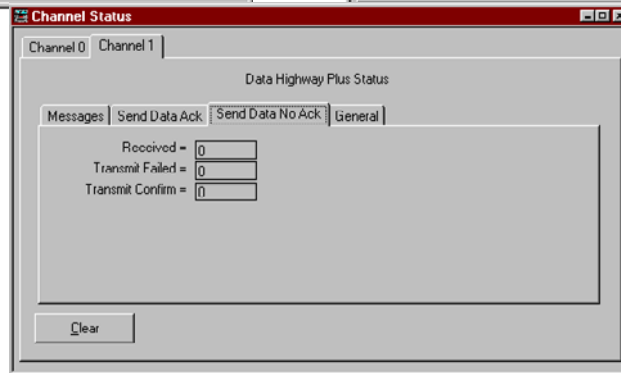 Channel Status
Channel 0 Channel 1
Data Highway Plus Status
Messages Send Data Ack Send Data No Ack General
Received = 0
Transmit Failed = 0
Transmit Confirm = 0
Clear